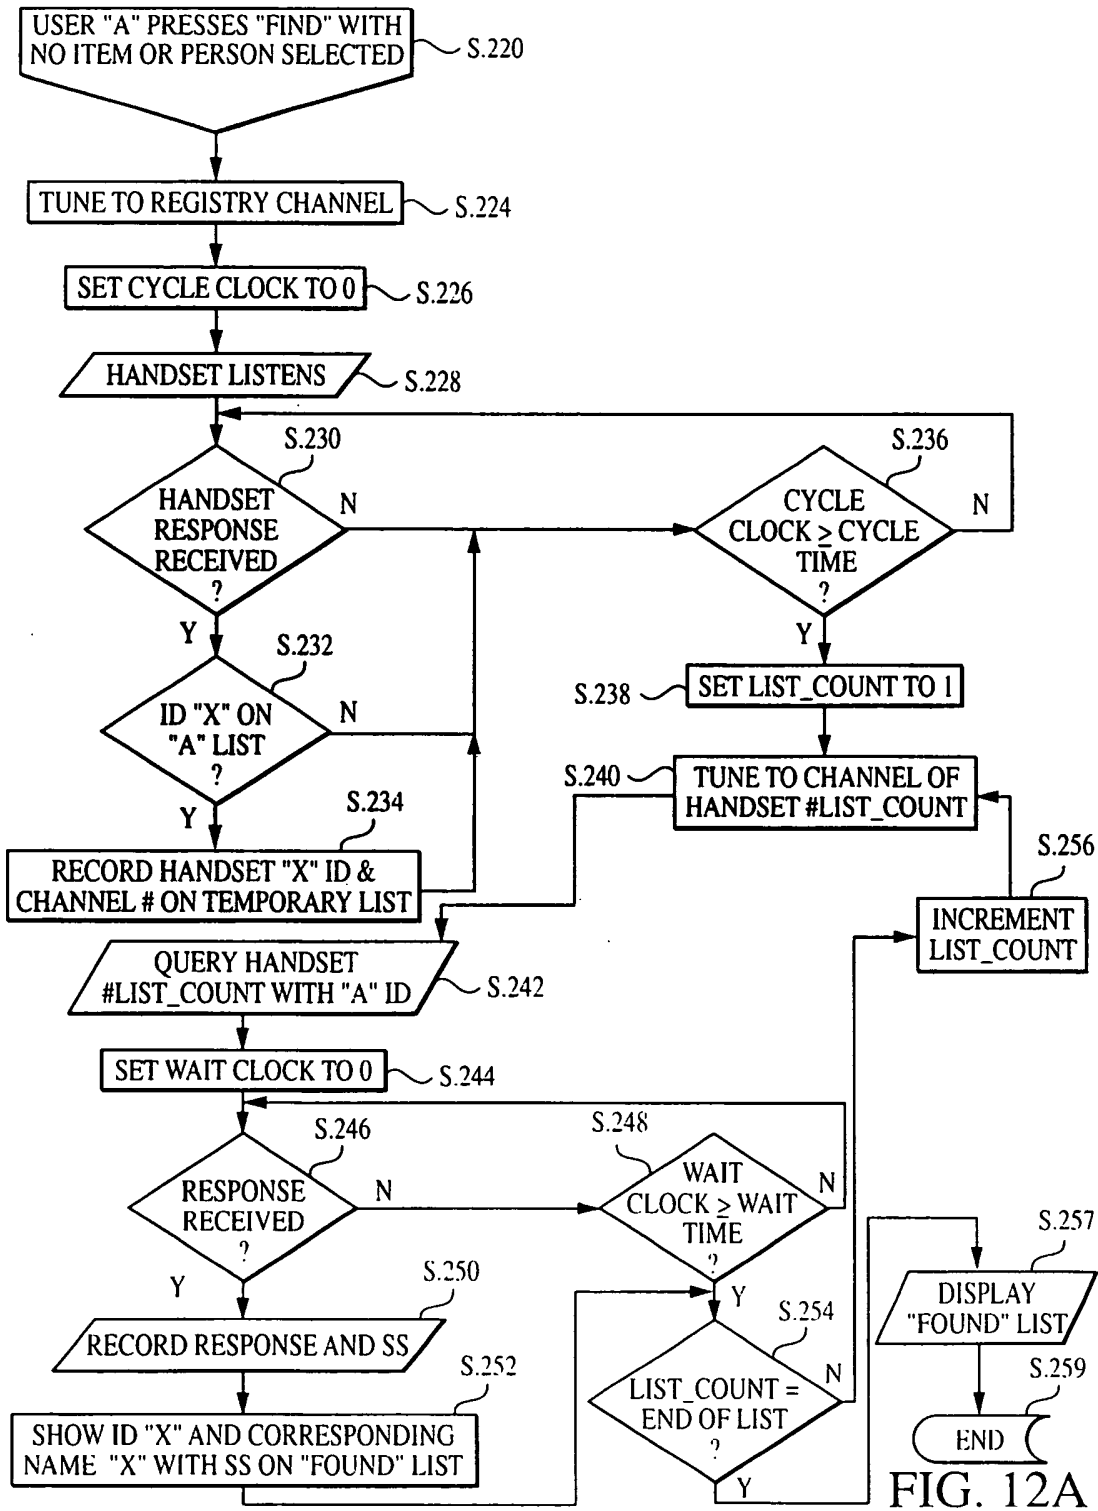 USER "A" PRESSES "FIND" WITH
NO ITEM OR PERSON SELECTED
S.220
TUNE TO REGISTRY CHANNEL
S.224
SET CYCLE CLOCK TO 0
S.226
HANDSET LISTENS
S.228
S.230
HANDSET
RESPONSE
RECEIVED
?
N
Y
S.236
CYCLE
CLOCK ≥ CYCLE
TIME
?
N
Y
S.232
ID "X" ON
"A" LIST
?
N
Y
S.238
SET LIST_COUNT TO 1
S.240
TUNE TO CHANNEL OF
HANDSET #LIST_COUNT
S.234
RECORD HANDSET "X" ID &
CHANNEL # ON TEMPORARY LIST
S.256
INCREMENT
LIST_COUNT
QUERY HANDSET
#LIST_COUNT WITH "A" ID
S.242
SET WAIT CLOCK TO 0
S.244
S.246
RESPONSE
RECEIVED
?
N
Y
S.248
WAIT
CLOCK ≥ WAIT
TIME
?
N
Y
S.250
RECORD RESPONSE AND SS
S.252
SHOW ID "X" AND CORRESPONDING
NAME "X" WITH SS ON "FOUND" LIST
S.254
LIST_COUNT =
END OF LIST
?
N
Y
S.257
DISPLAY
"FOUND" LIST
S.259
END
FIG. 12A